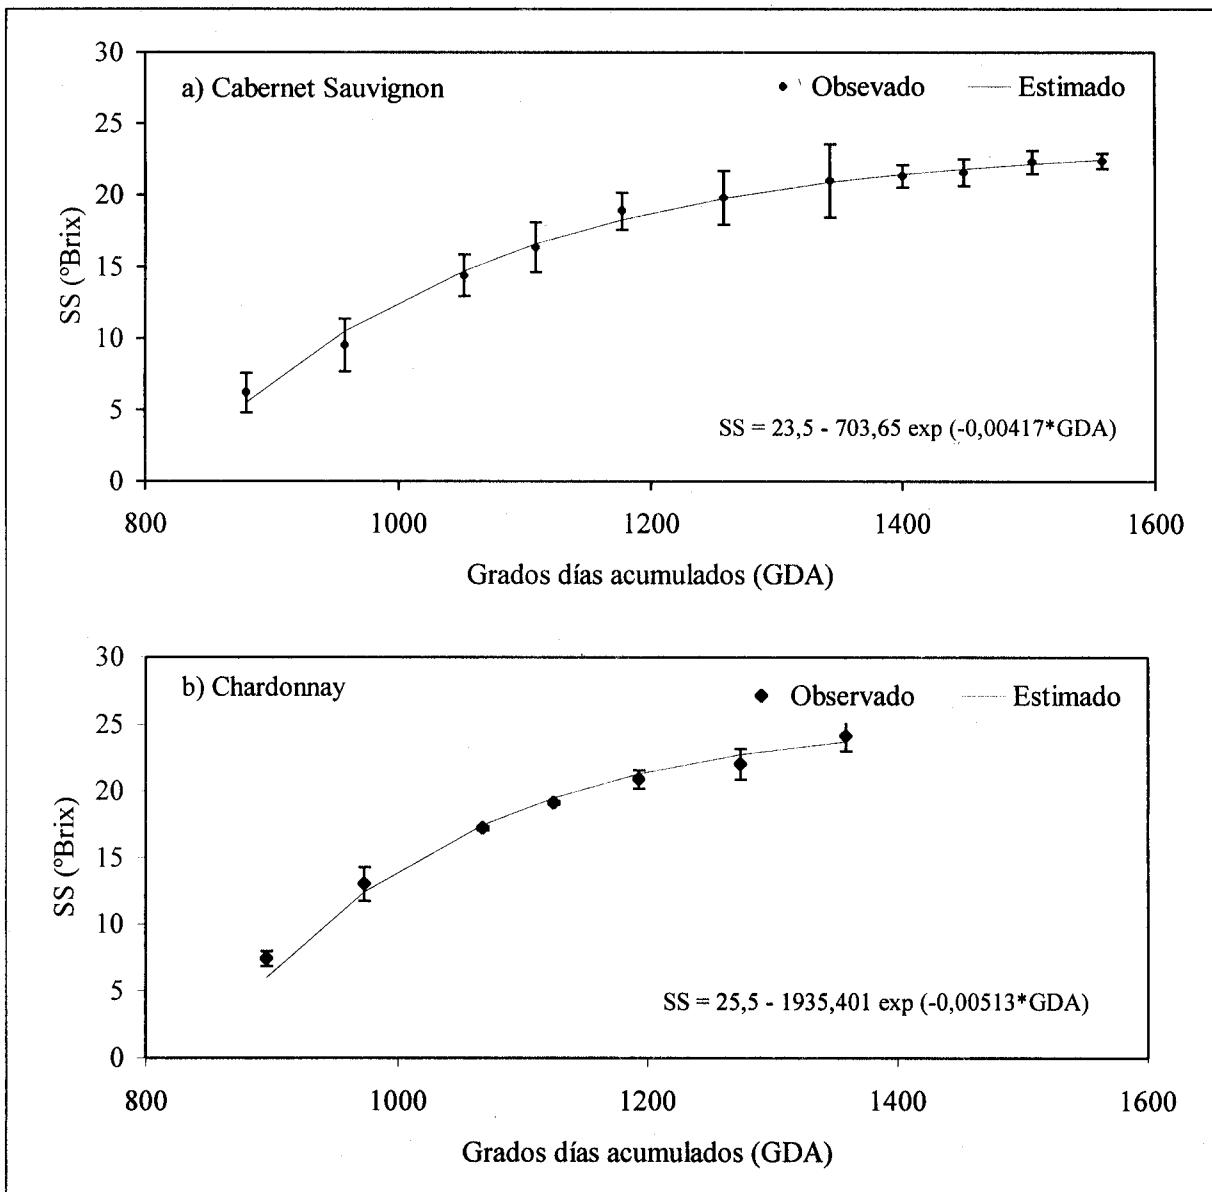 30
a) Cabernet Sauvignon
Obsevado
Estimado
25
20
15
10
5
0
SS (ºBrix)
SS = 23,5 - 703,65 exp (-0,00417*GDA)
800 1000 1200 1400 1600
Grados días acumulados (GDA)
30
b) Chardonnay
Observado
Estimado
25
20
15
10
5
0
SS (ºBrix)
SS = 25,5 - 1935,401 exp (-0,00513*GDA)
800 1000 1200 1400 1600
Grados días acumulados (GDA)